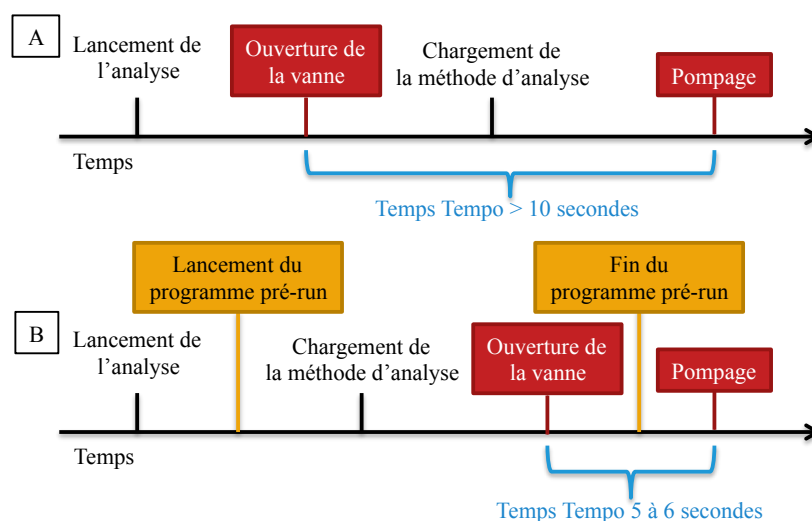 A
Lancement de
l'analyse
Ouverture de
la vanne
Chargement de
la méthode d'analyse
Pompage
Temps
Temps Tempo > 10 secondes
Lancement du
programme pré-run
Fin du
programme pré-run
B
Lancement de
l'analyse
Chargement de
la méthode d'analyse
Ouverture de
la vanne
Pompage
Temps
Temps Tempo 5 à 6 secondes